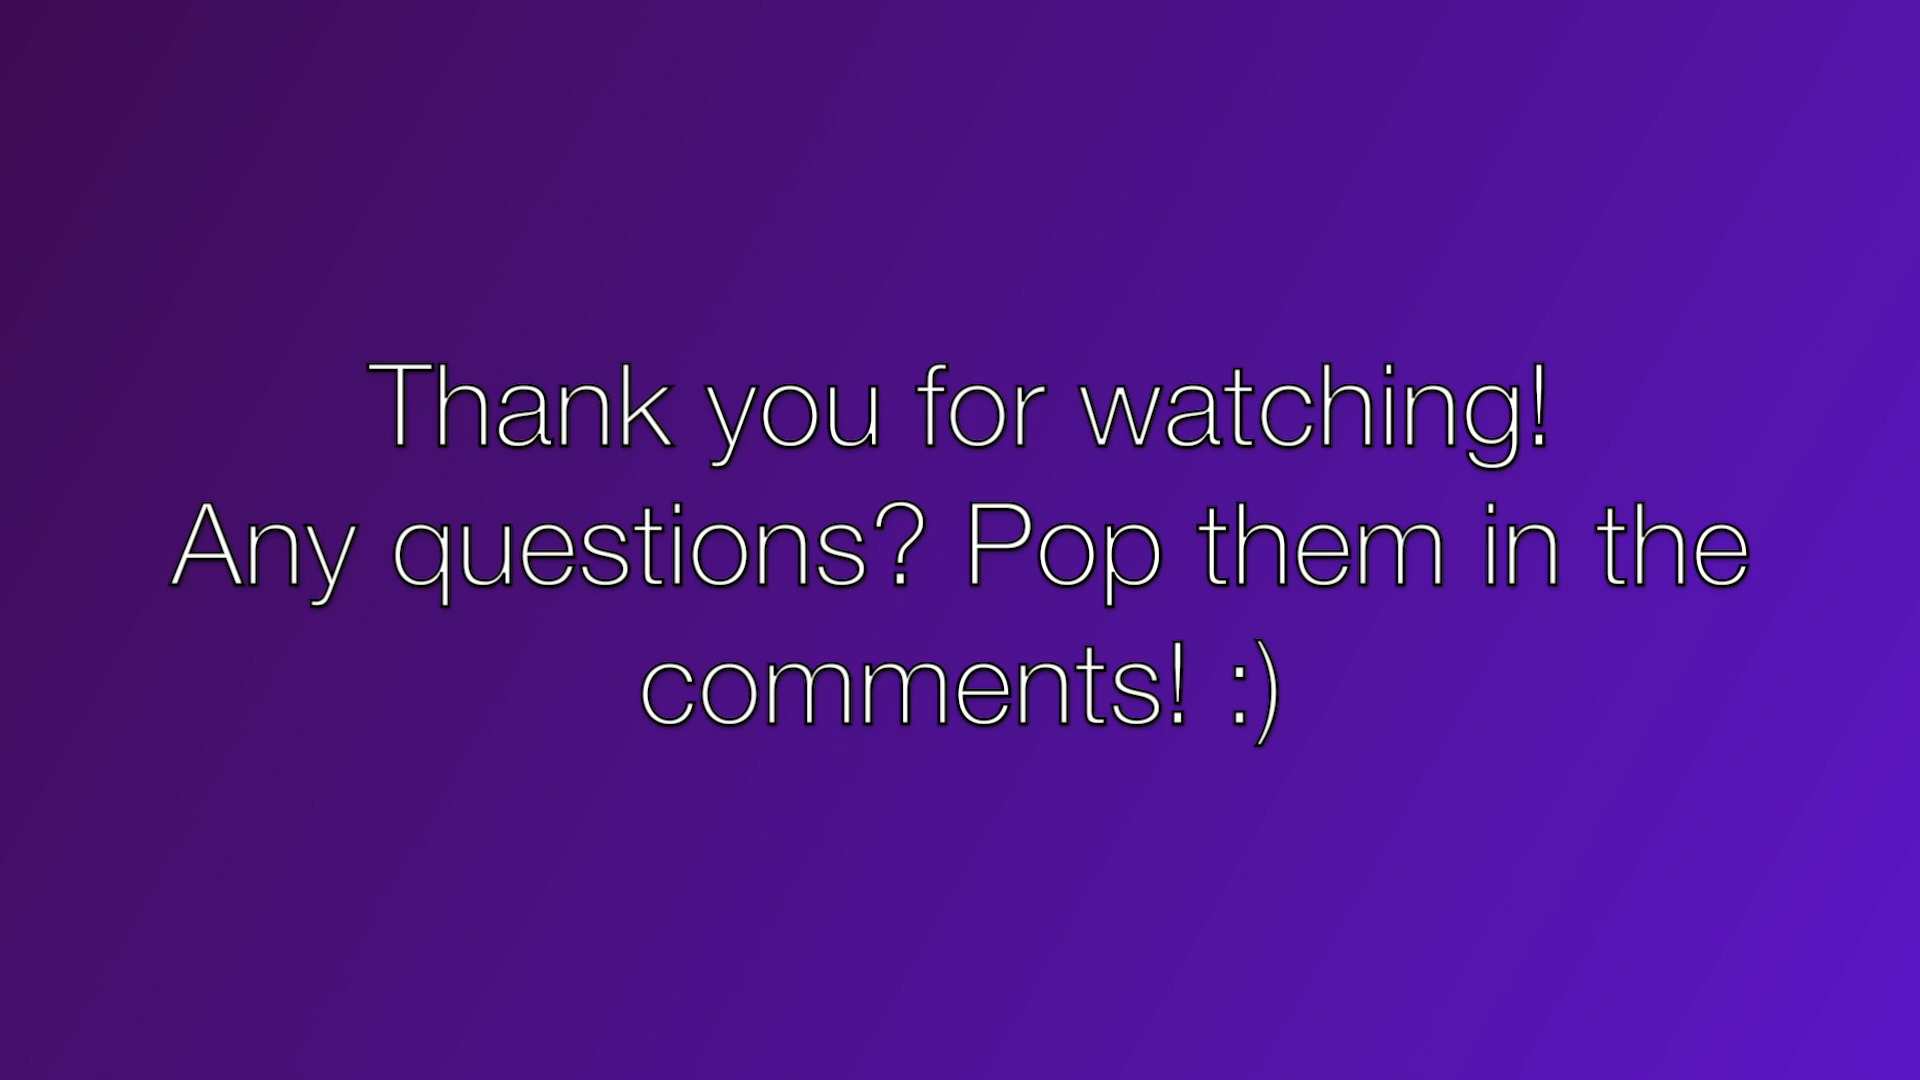 Thank you for watching!
Any questions? Pop them in the
comments! :)